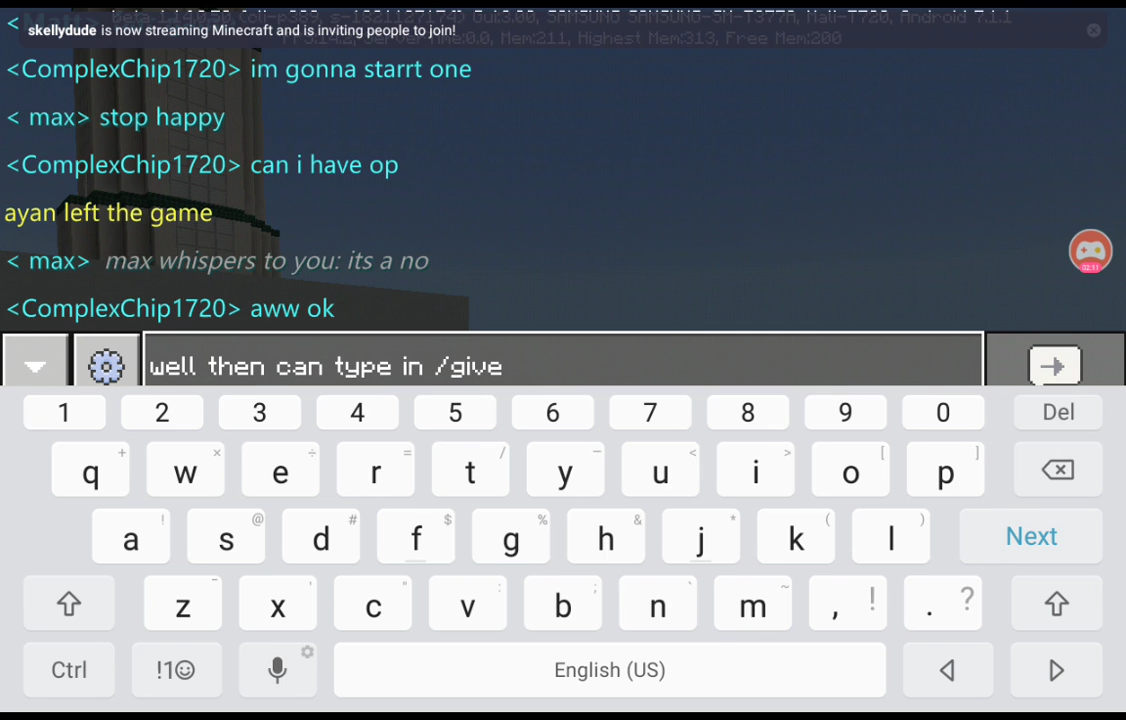 skellydude is now streaming Minecraft and is inviting people to join!
<ComplexChip1720> im gonna starrt one
< max> stop happy
<ComplexChip1720> can i have op
ayan left the game
< max> max whispers to you: its a no
02:11
<ComplexChip1720> aww ok
well then can type in /give
1 2 3 4 5 6 7 8 9 0 Del
+ × ÷ = / − < > [ ]
q w e r t y u i o p
! @ # $ % & * ( )
a s d f g h j k l Next
- ' " : ; ` ~ ! ?
z x c v b n m , .
Ctrl !1☺ English (US)